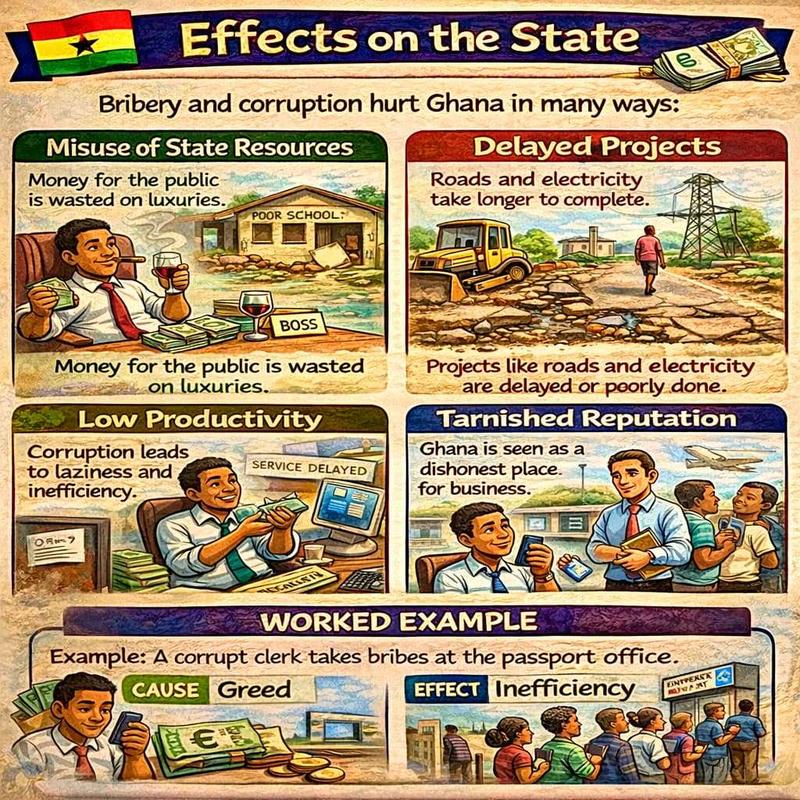 Effects on the State
Bribery and corruption hurt Ghana in many ways:
Misuse of State Resources
Money for the public
is wasted on luxuries.
POOR SCHOOL.
BOSS
Money for the public is wasted
on luxuries.
Delayed Projects
Roads and electricity
take longer to complete.
Projects like roads and electricity
are delayed or poorly done.
Low Productivity
Corruption leads
to laziness and
inefficiency.
SERVICE DELAYED
Tarnished Reputation
Ghana is seen as a
dishonest place
for business.
WORKED EXAMPLE
Example: A corrupt clerk takes bribes at the passport office.
CAUSE Greed
EFFECT Inefficiency